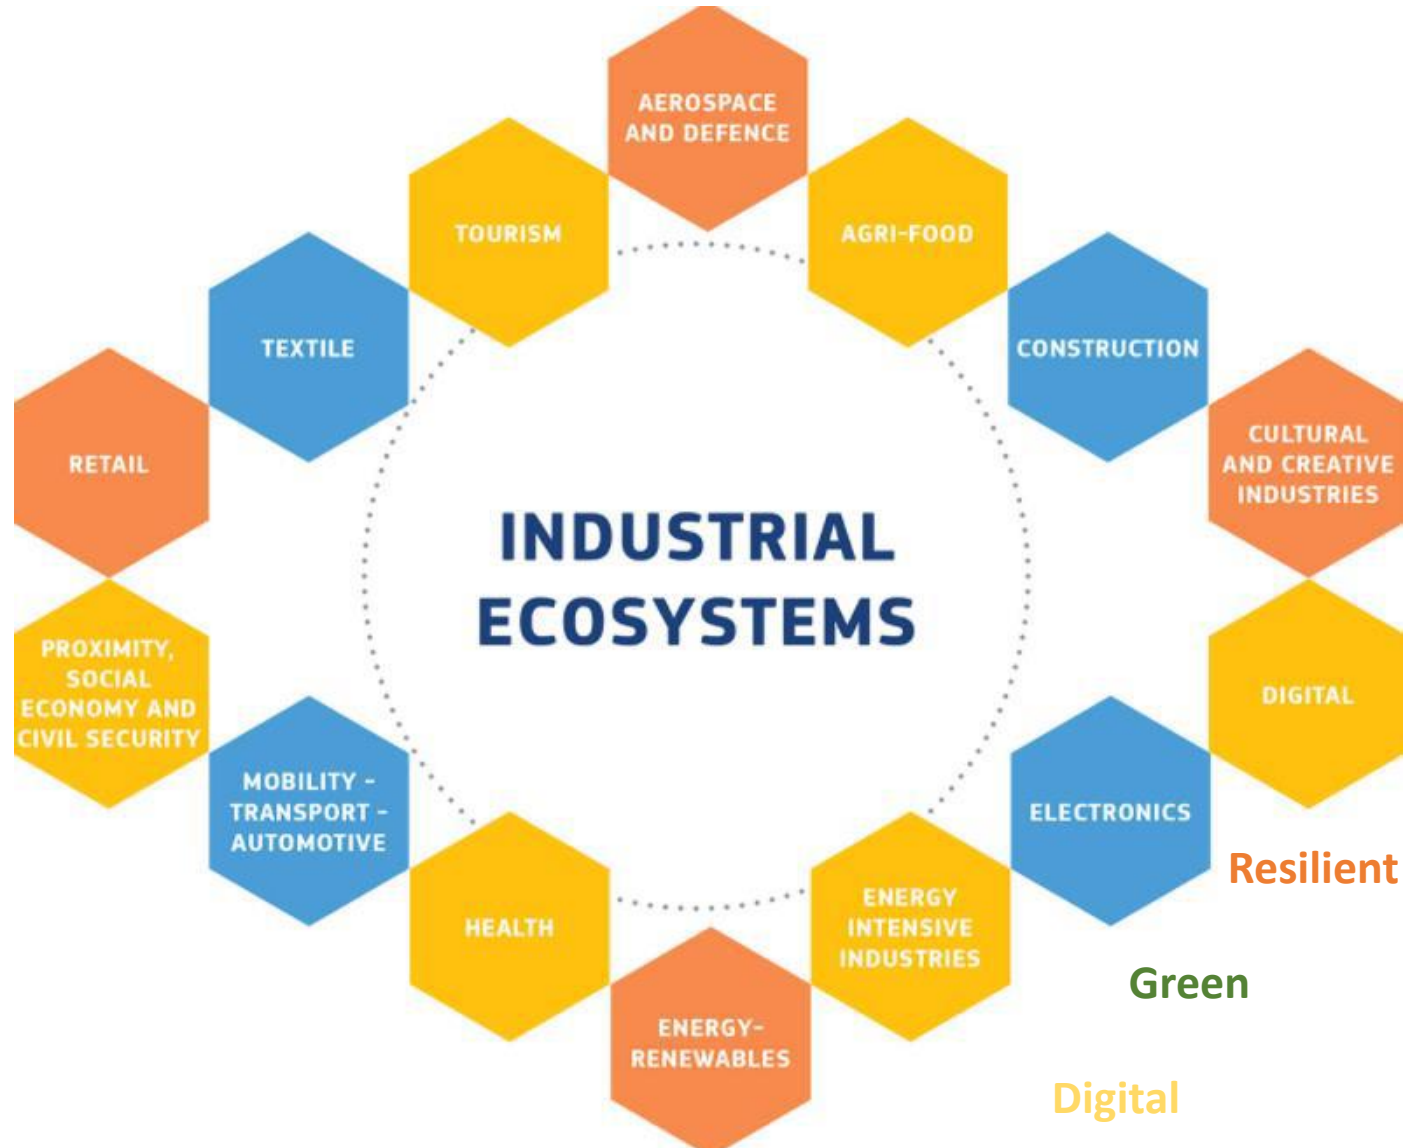 AEROSPACE
AND DEFENCE
TOURISM
AGRI-FOOD
TEXTILE
CONSTRUCTION
RETAIL
CULTURAL
AND CREATIVE
INDUSTRIES
INDUSTRIAL
ECOSYSTEMS
PROXIMITY,
SOCIAL
ECONOMY AND
CIVIL SECURITY
DIGITAL
MOBILITY -
TRANSPORT -
AUTOMOTIVE
ELECTRONICS
HEALTH
ENERGY
INTENSIVE
INDUSTRIES
ENERGY-
RENEWABLES
Resilient
Green
Digital